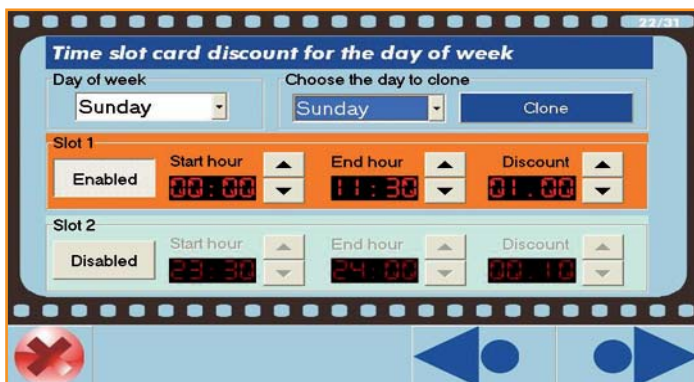 22/31
Time slot card discount for the day of week
Day of week
Choose the day to clone
Sunday
Sunday
Clone
Slot 1
Enabled
Start hour
End hour
Discount
00:00
11:30
01.00
Slot 2
Disabled
Start hour
End hour
Discount
23:30
24:00
00.10